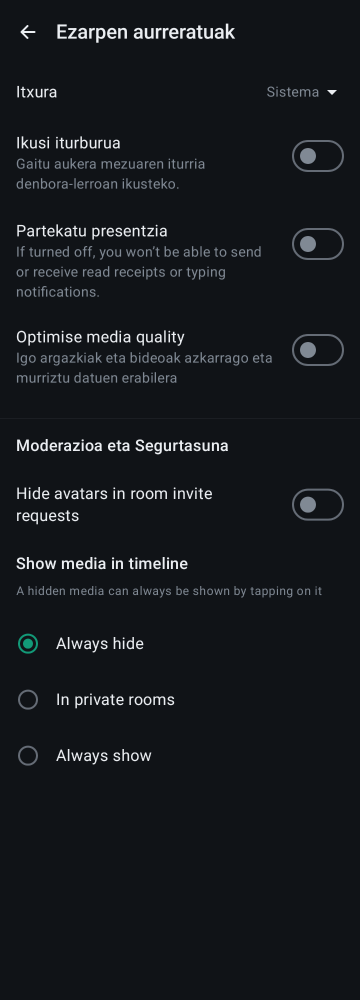 Ezarpen aurreratuak
Itxura
Sistema
Ikusi iturburua
Gaitu aukera mezuaren iturria
denbora-lerroan ikusteko.
Partekatu presentzia
If turned off, you won't be able to send
or receive read receipts or typing
notifications.
Optimise media quality
Igo argazkiak eta bideoak azkarrago eta
murriztu datuen erabilera
Moderazioa eta Segurtasuna
Hide avatars in room invite
requests
Show media in timeline
A hidden media can always be shown by tapping on it
Always hide
In private rooms
Always show